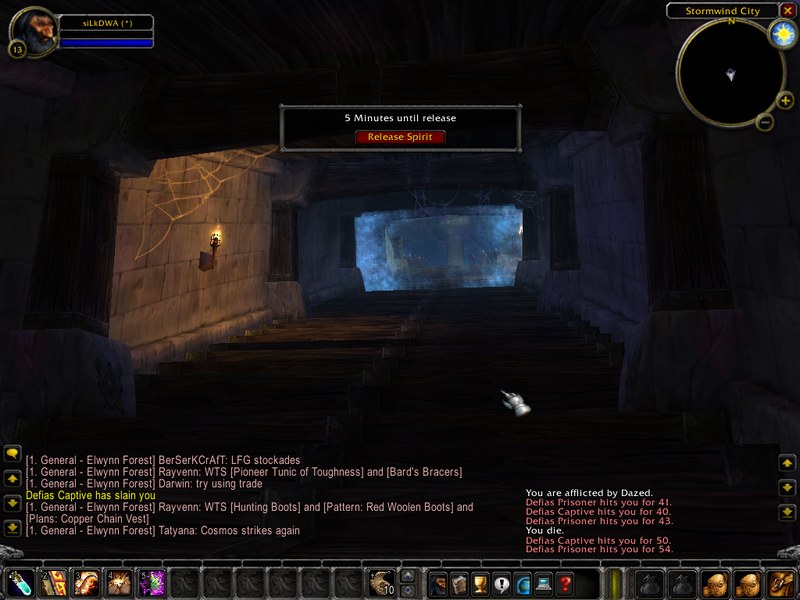 siLkDWA (*)
13
Stormwind City
N
5 Minutes until release
Release Spirit
[1. General - Elwynn Forest] BerSerKCrAfT: LFG stockades
[1. General - Elwynn Forest] Rayvenn: WTS [Pioneer Tunic of Toughness] and [Bard's Bracers]
[1. General - Elwynn Forest] Darwin: try using trade
Defias Captive has slain you
[1. General - Elwynn Forest] Rayvenn: WTS [Hunting Boots] and [Pattern: Red Woolen Boots] and
[Plans: Copper Chain Vest]
[1. General - Elwynn Forest] Tatyana: Cosmos strikes again
You are afflicted by Dazed.
Defias Prisoner hits you for 41.
Defias Captive hits you for 40.
Defias Prisoner hits you for 43.
You die.
Defias Captive hits you for 50.
Defias Prisoner hits you for 54.
2
3
4
5
10